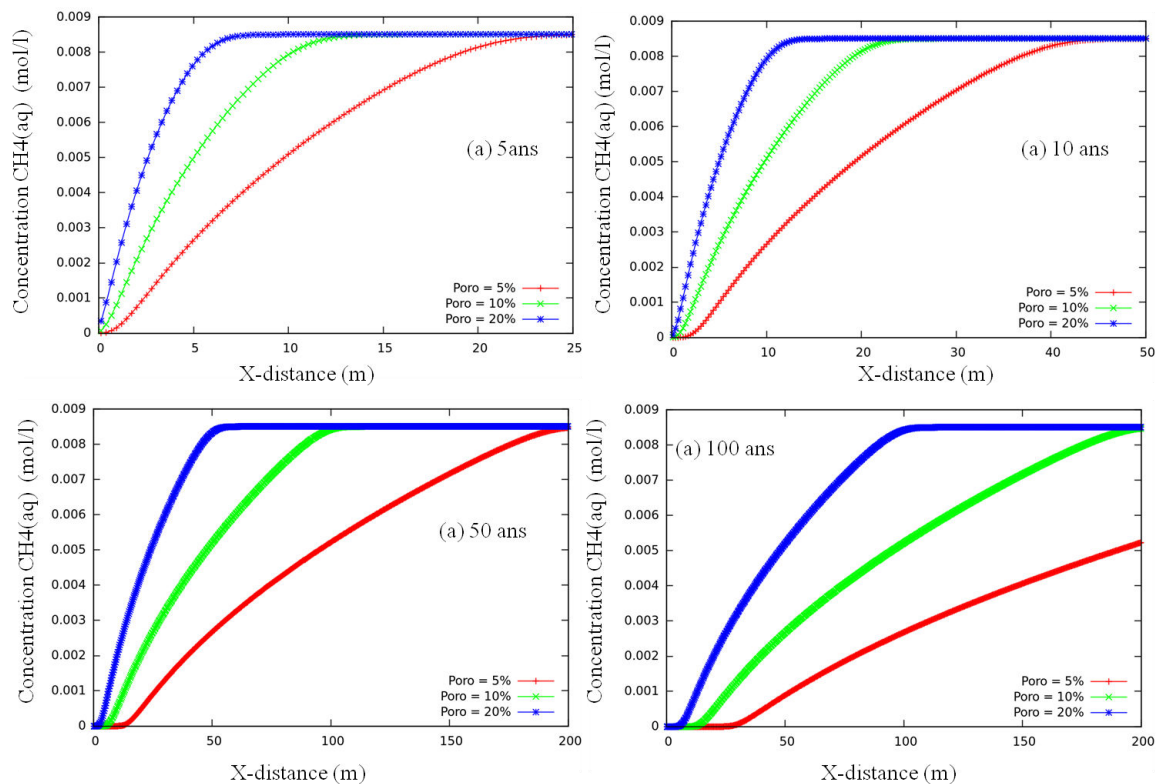 Concentration CH4(aq) (mol/l)
0.009
0.008
0.007
0.006
0.005
0.004
0.003
0.002
0.001
0
(a) 5ans
Poro = 5%
Poro = 10%
Poro = 20%
0 5 10 15 20 25
X-distance (m)
Concentration CH4(aq) (mol/l)
0.009
0.008
0.007
0.006
0.005
0.004
0.003
0.002
0.001
0
(a) 10 ans
Poro = 5%
Poro = 10%
Poro = 20%
0 10 20 30 40 50
X-distance (m)
Concentration CH4(aq) (mol/l)
0.009
0.008
0.007
0.006
0.005
0.004
0.003
0.002
0.001
0
(a) 50 ans
Poro = 5%
Poro = 10%
Poro = 20%
0 50 100 150 200
X-distance (m)
Concentration CH4(aq) (mol/l)
0.009
0.008
0.007
0.006
0.005
0.004
0.003
0.002
0.001
0
(a) 100 ans
Poro = 5%
Poro = 10%
Poro = 20%
0 50 100 150 200
X-distance (m)